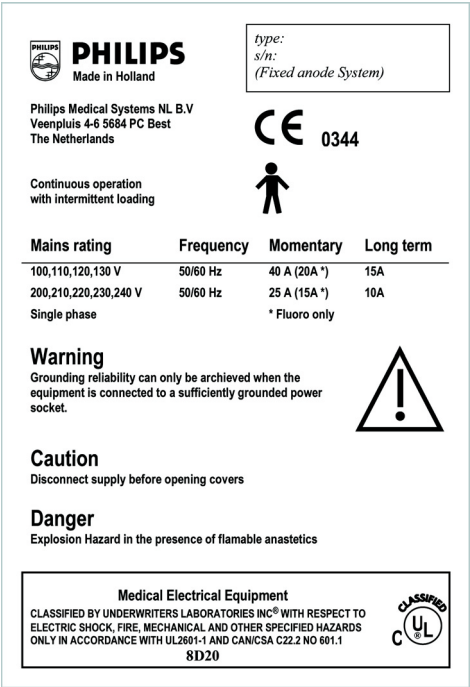 PHILIPS
PHILIPS
Made in Holland
type:
s/n:
(Fixed anode System)
Philips Medical Systems NL B.V
Veenpluis 4-6 5684 PC Best
The Netherlands
CE 0344
Continuous operation
with intermittent loading
Mains rating Frequency Momentary Long term
100,110,120,130 V 50/60 Hz 40 A (20A *) 15A
200,210,220,230,240 V 50/60 Hz 25 A (15A *) 10A
Single phase * Fluoro only
Warning
Grounding reliability can only be archieved when the
equipment is connected to a sufficiently grounded power
socket.
!
Caution
Disconnect supply before opening covers
Danger
Explosion Hazard in the presence of flamable anastetics
Medical Electrical Equipment
CLASSIFIED BY UNDERWRITERS LABORATORIES INC® WITH RESPECT TO
ELECTRIC SHOCK, FIRE, MECHANICAL AND OTHER SPECIFIED HAZARDS
ONLY IN ACCORDANCE WITH UL2601-1 AND CAN/CSA C22.2 NO 601.1
8D20
CLASSIFIED
C UL ®